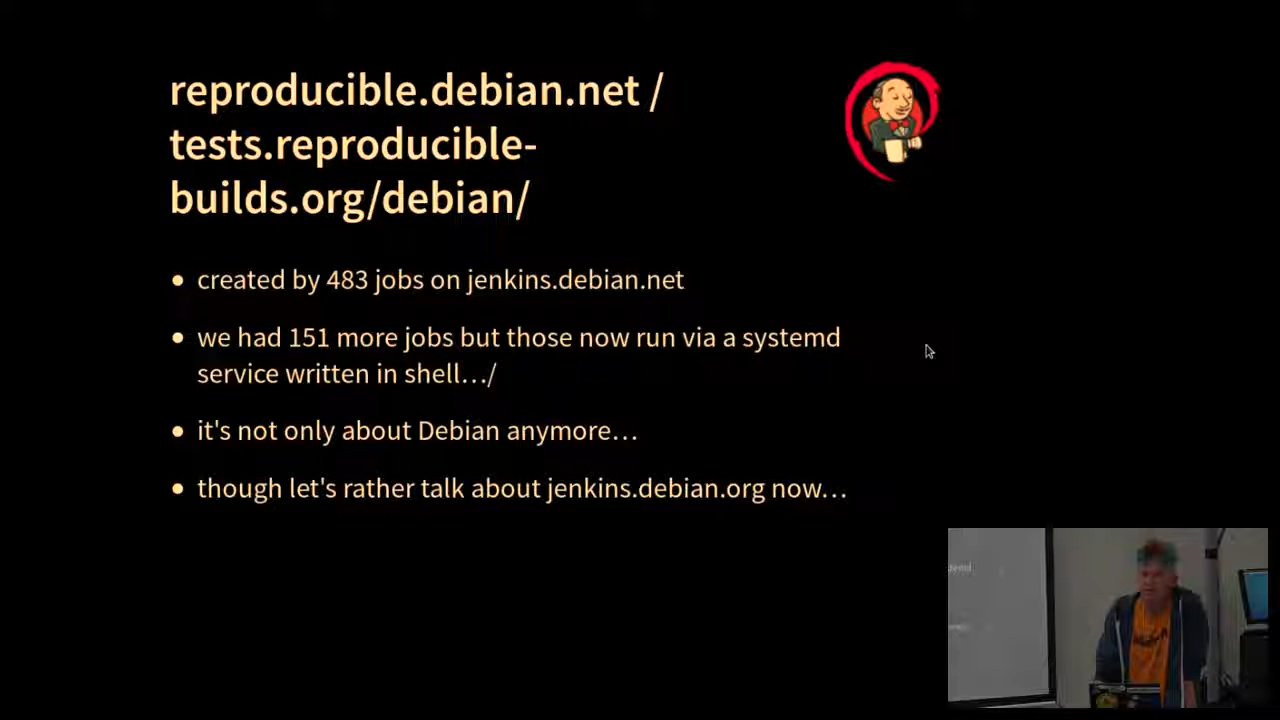 reproducible.debian.net /
tests.reproducible-
builds.org/debian/
• created by 483 jobs on jenkins.debian.net
• we had 151 more jobs but those now run via a systemd
service written in shell…/
• it's not only about Debian anymore…
• though let's rather talk about jenkins.debian.org now…